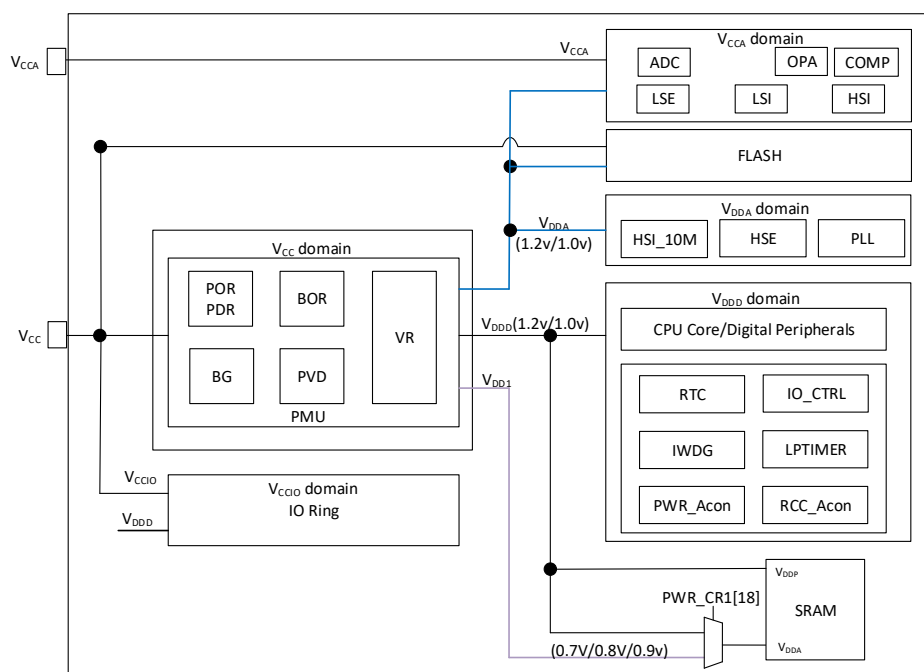 VCCA
VCCA
VCCA domain
ADC
OPA
COMP
LSE
LSI
HSI
FLASH
VDDA
(1.2v/1.0v)
VDDA domain
HSI_10M
HSE
PLL
VCC
VCC domain
POR
PDR
BOR
VR
BG
PVD
PMU
VDDD(1.2v/1.0v)
VDD1
VDDD domain
CPU Core/Digital Peripherals
RTC
IO_CTRL
IWDG
LPTIMER
PWR_Acon
RCC_Acon
VCCIO
VDDD
VCCIO domain
IO Ring
PWR_CR1[18]
(0.7V/0.8V/0.9v)
VDDP
SRAM
VDDA